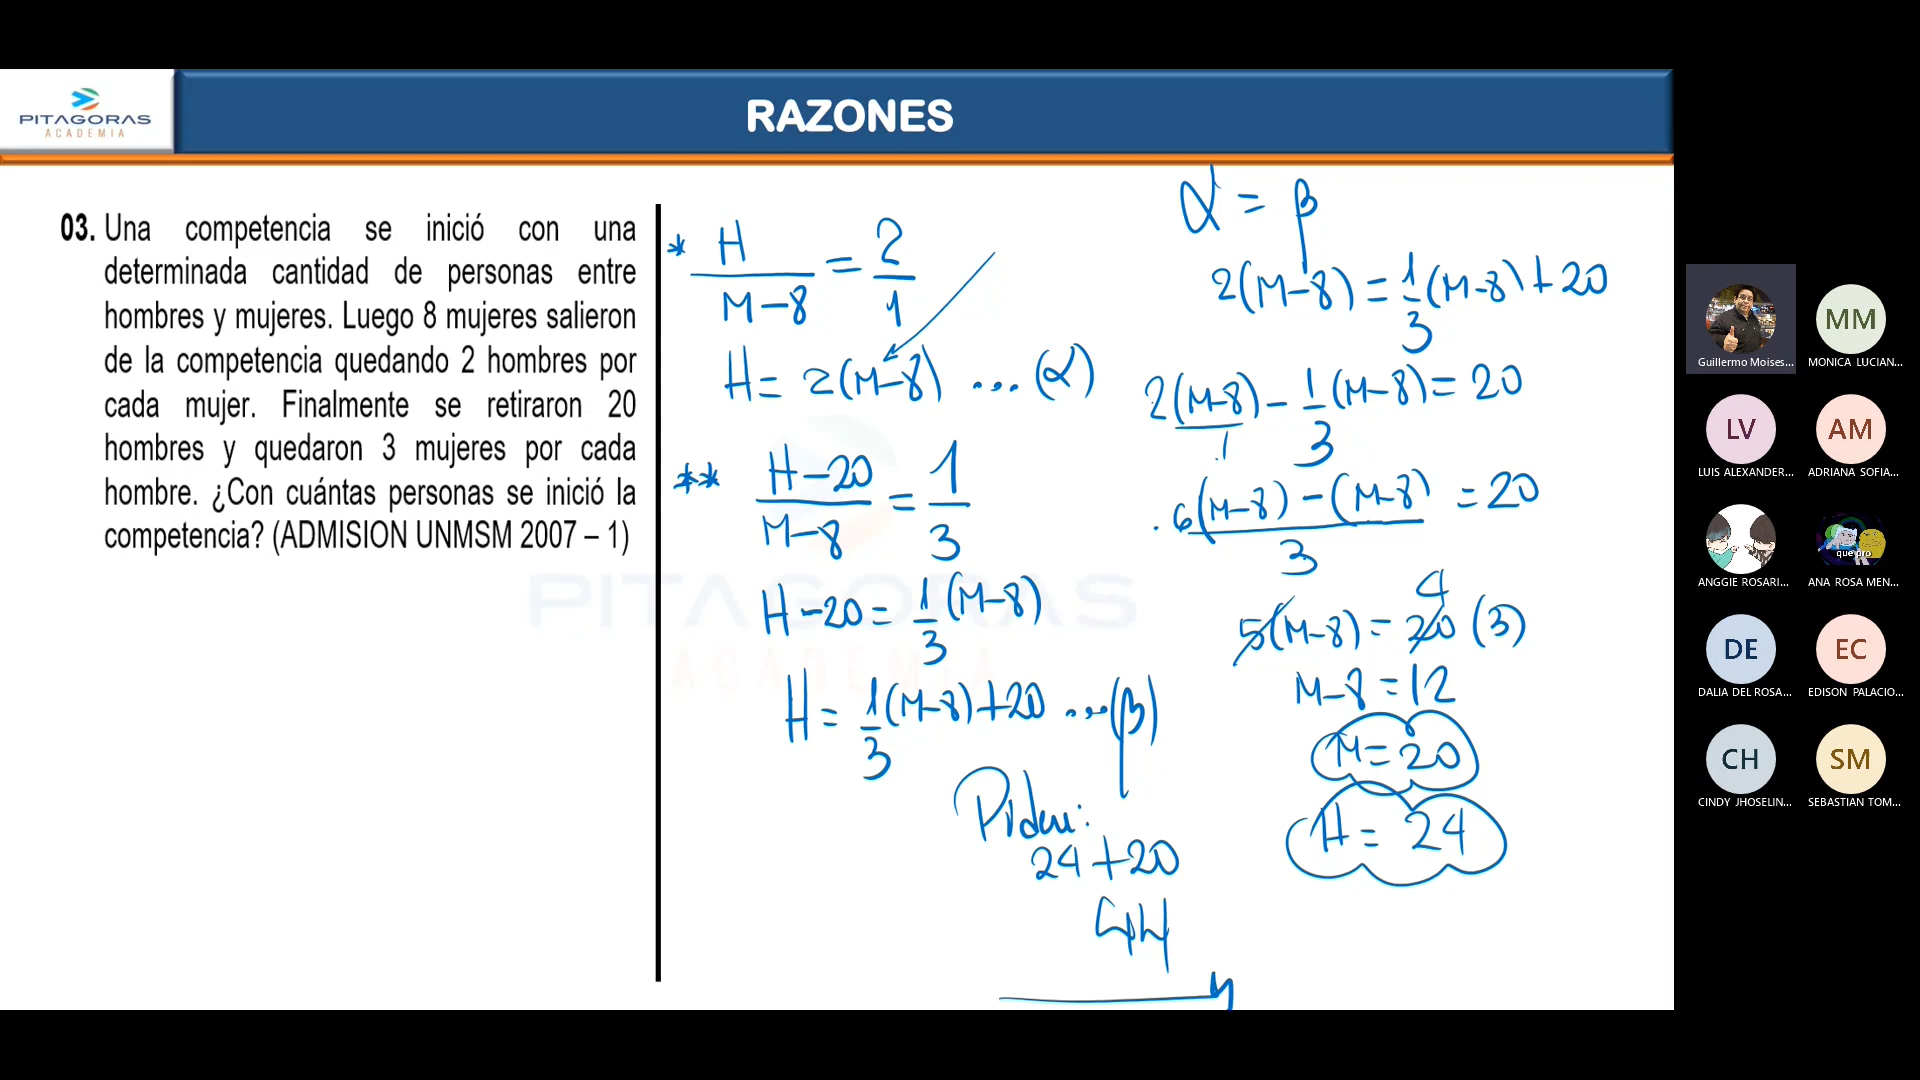 PITAGORAS
ACADEMIA
RAZONES
03. Una competencia se inició con una
determinada cantidad de personas entre
hombres y mujeres. Luego 8 mujeres salieron
de la competencia quedando 2 hombres por
cada mujer. Finalmente se retiraron 20
hombres y quedaron 3 mujeres por cada
hombre. ¿Con cuántas personas se inició la
competencia? (ADMISION UNMSM 2007 – 1)
* H/(M-8) = 2/1
H = 2(M-8) ... (α)
** (H-20)/(M-8) = 1/3
H-20 = 1/3 (M-8)
H = 1/3 (M-8)+20 ...(β)
Piden:
24+20
44
α = β
2(M-8) = 1/3 (M-8)+20
2(M-8)/1 - 1/3 (M-8) = 20
(6(M-8) - (M-8))/3 = 20
4
5(M-8) = 20 (3)
M-8 = 12
M = 20
H = 24
PITAGORAS
ACADEMIA
Guillermo Moises...
MM
MONICA LUCIAN...
LV
LUIS ALEXANDER...
AM
ADRIANA SOFIA...
ANGGIE ROSARI...
que pro
ANA ROSA MEN...
DE
DALIA DEL ROSA...
EC
EDISON PALACIO...
CH
CINDY JHOSELIN...
SM
SEBASTIAN TOM...